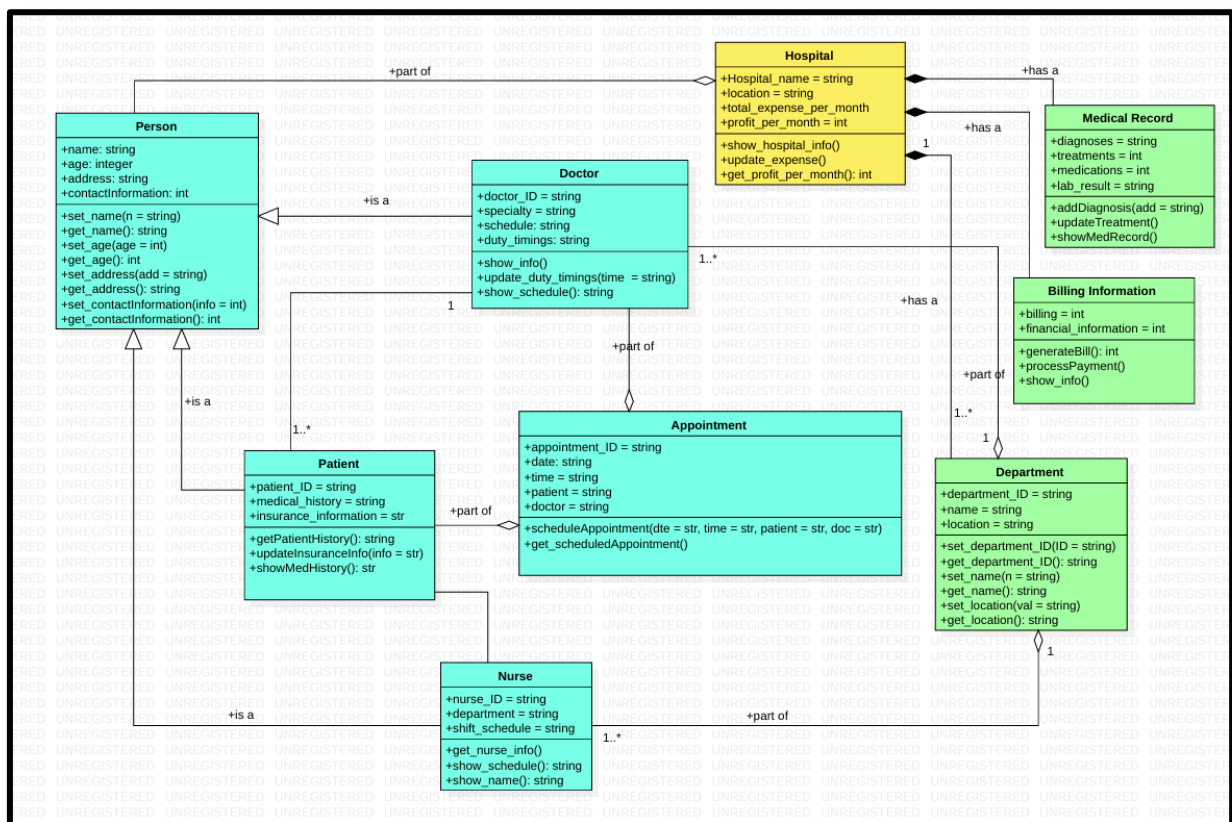 +part of
Hospital
+Hospital_name = string
+location = string
+total_expense_per_month
+profit_per_month = int
+show_hospital_info()
+update_expense()
+get_profit_per_month(): int
+has a
+has a
1
+has a
1..*
Medical Record
+diagnoses = string
+treatments = int
+medications = int
+lab_result = string
+addDiagnosis(add = string)
+updateTreatment()
+showMedRecord()
Person
+name: string
+age: integer
+address: string
+contactInformation: int
+set_name(n = string)
+get_name(): string
+set_age(age = int)
+get_age(): int
+set_address(add = string)
+get_address(): string
+set_contactInformation(info = int)
+get_contactInformation(): int
+is a
Doctor
+doctor_ID = string
+specialty = string
+schedule: string
+duty_timings: string
+show_info()
+update_duty_timings(time = string)
+show_schedule(): string
1..*
+part of
1
1
1..*
+part of
Billing Information
+billing = int
+financial_information = int
+generateBill(): int
+processPayment()
+show_info()
+is a
Appointment
+appointment_ID = string
+date: string
+time = string
+patient = string
+doctor = string
+scheduleAppointment(dte = str, time = str, patient = str, doc = str)
+get_scheduledAppointment()
+part of
Patient
+patient_ID = string
+medical_history = string
+insurance_information = str
+getPatientHistory(): string
+updateInsuranceInfo(info = str)
+showMedHistory(): str
Department
+department_ID = string
+name = string
+location = string
+set_department_ID(ID = string)
+get_department_ID(): string
+set_name(n = string)
+get_name(): string
+set_location(val = string)
+get_location(): string
1
+part of
1..*
Nurse
+nurse_ID = string
+department = string
+shift_schedule = string
+get_nurse_info()
+show_schedule(): string
+show_name(): string
+is a
UNREGISTERED